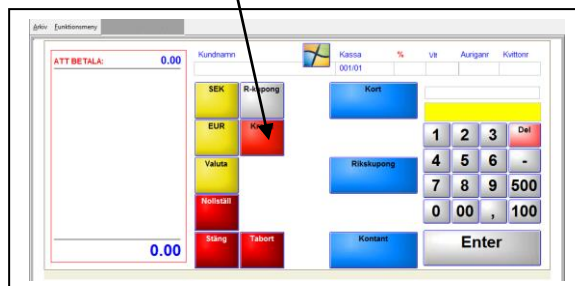 Arkiv Funktionsmeny
ATT BETALA: 0.00
Kundnamn Kassa % Vit Auriganr Kvittonr
001/01
SEK R-kupong Kort
EUR
1 2 3 Del
Valuta Rikskupong 4 5 6 -
7 8 9 500
Nollställ
0 00 , 100
Stäng Tabort Kontant Enter
0.00